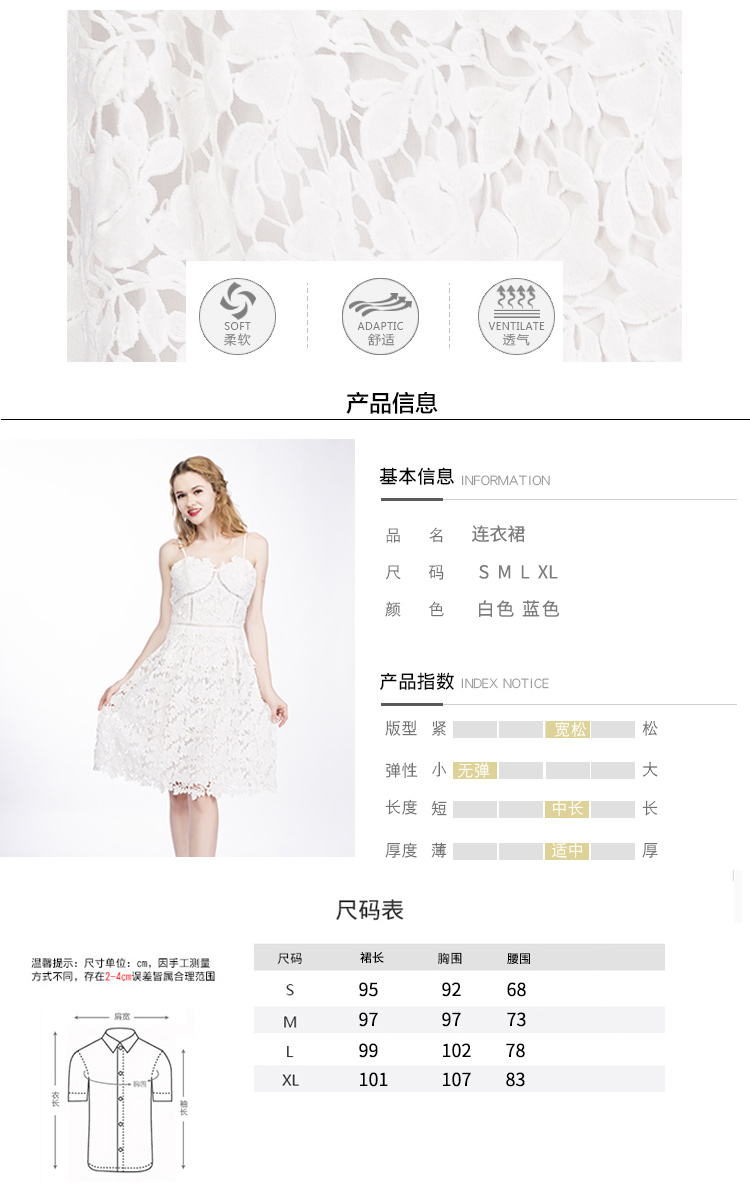 SOFT
柔软
ADAPTIC
舒适
VENTILATE
透气
产品信息
基本信息 INFORMATION
品 名 连衣裙
尺 码 S M L XL
颜 色 白色 蓝色
产品指数 INDEX NOTICE
版型 紧 宽松 松
弹性 小 无弹 大
长度 短 中长 长
厚度 薄 适中 厚
尺码表
温馨提示：尺寸单位：cm，因手工测量
方式不同，存在2-4cm误差皆属合理范围
尺码 裙长 胸围 腰围
S 95 92 68
M 97 97 73
L 99 102 78
XL 101 107 83
肩宽
胸围
衣长
袖长